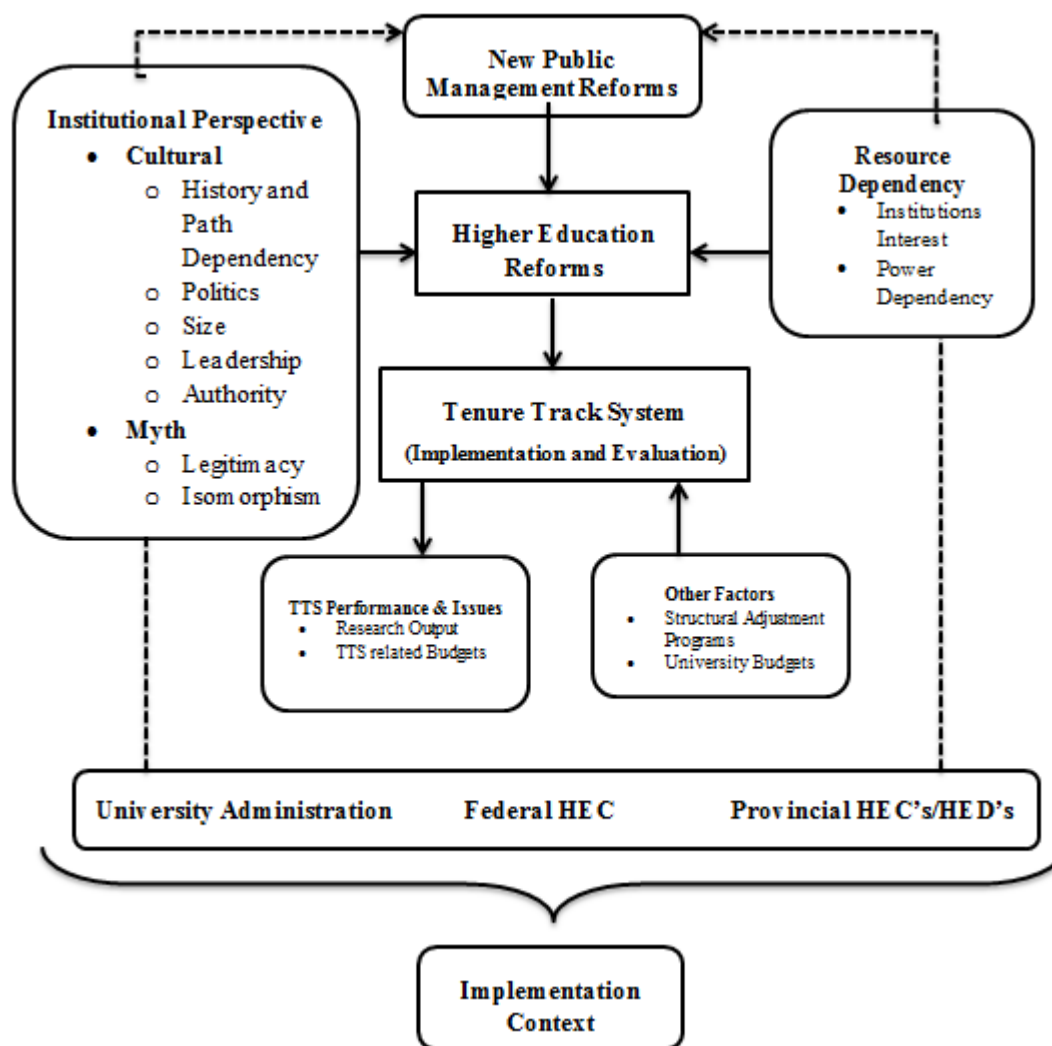 New Public
Management Reforms
Institutional Perspective
• Cultural
o History and
Path
Dependency
o Politics
o Size
o Leadership
o Authority
• Myth
o Legitimacy
o Isomorphism
Resource
Dependency
• Institutions
Interest
• Power
Dependency
Higher Education
Reforms
Tenure Track System
(Implementation and Evaluation)
TTS Performance & Issues
• Research Output
• TTS related Budgets
Other Factors
• Structural Adjustment
Programs
• University Budgets
University Administration Federal HEC Provincial HEC’s/HED’s
Implementation
Context